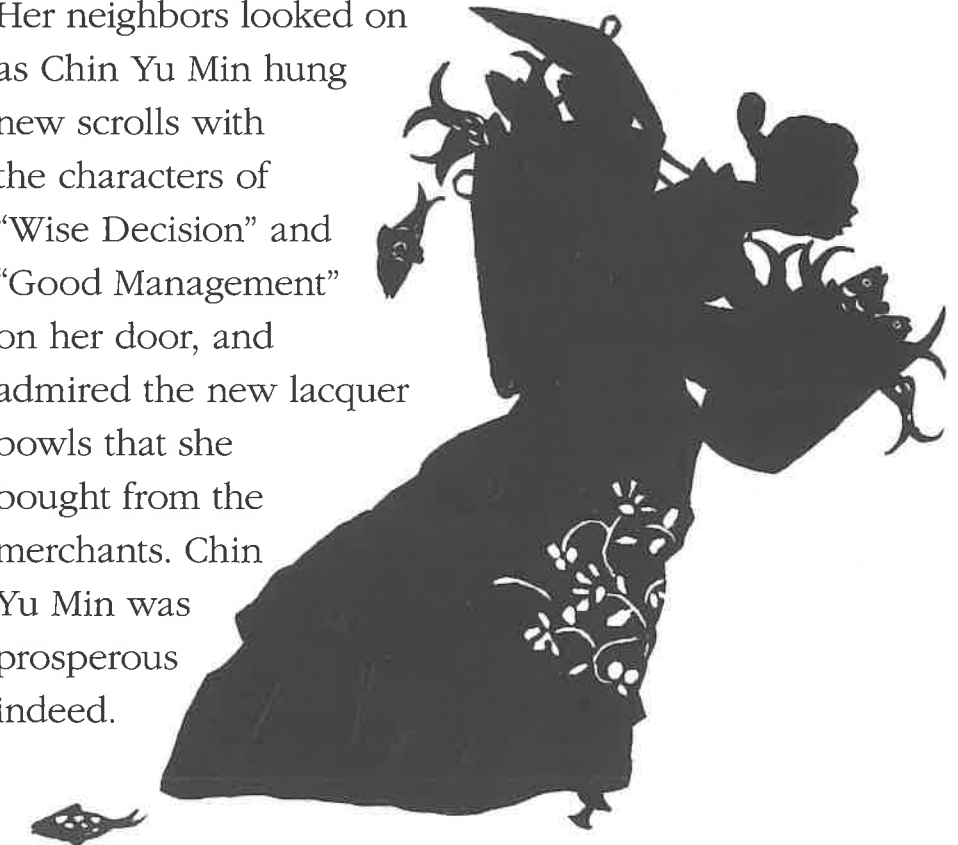 Her neighbors looked on
as Chin Yu Min hung
new scrolls with
the characters of
“Wise Decision” and
“Good Management”
on her door, and
admired the new lacquer
bowls that she
bought from the
merchants. Chin
Yu Min was
prosperous
indeed.